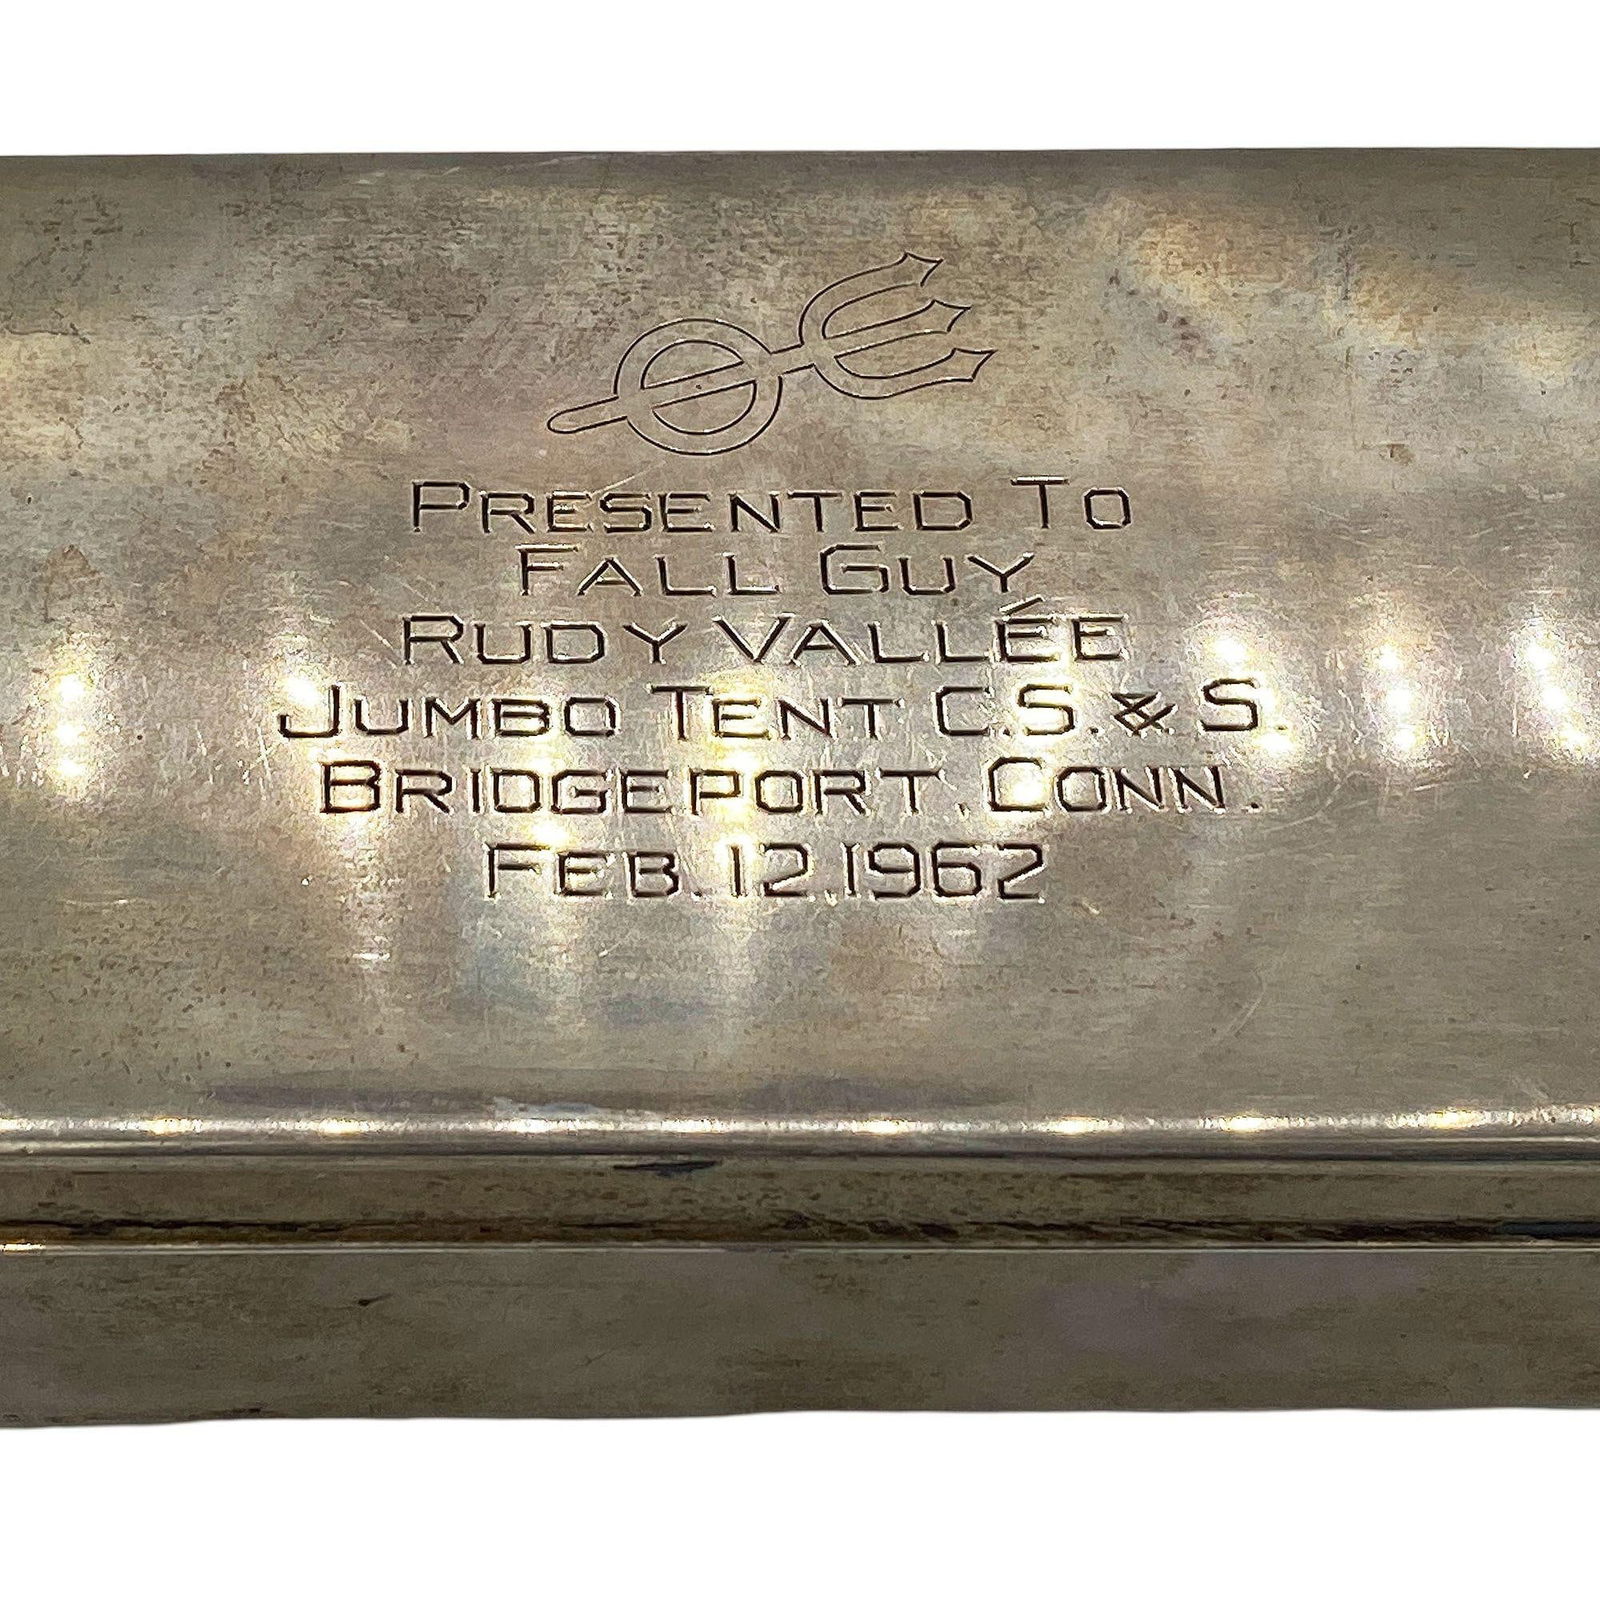 PRESENTED TO
FALL GUY
RUDY VALLÉE
JUMBO TENT C.S. & S.
BRIDGEPORT, CONN.
FEB. 12, 1962